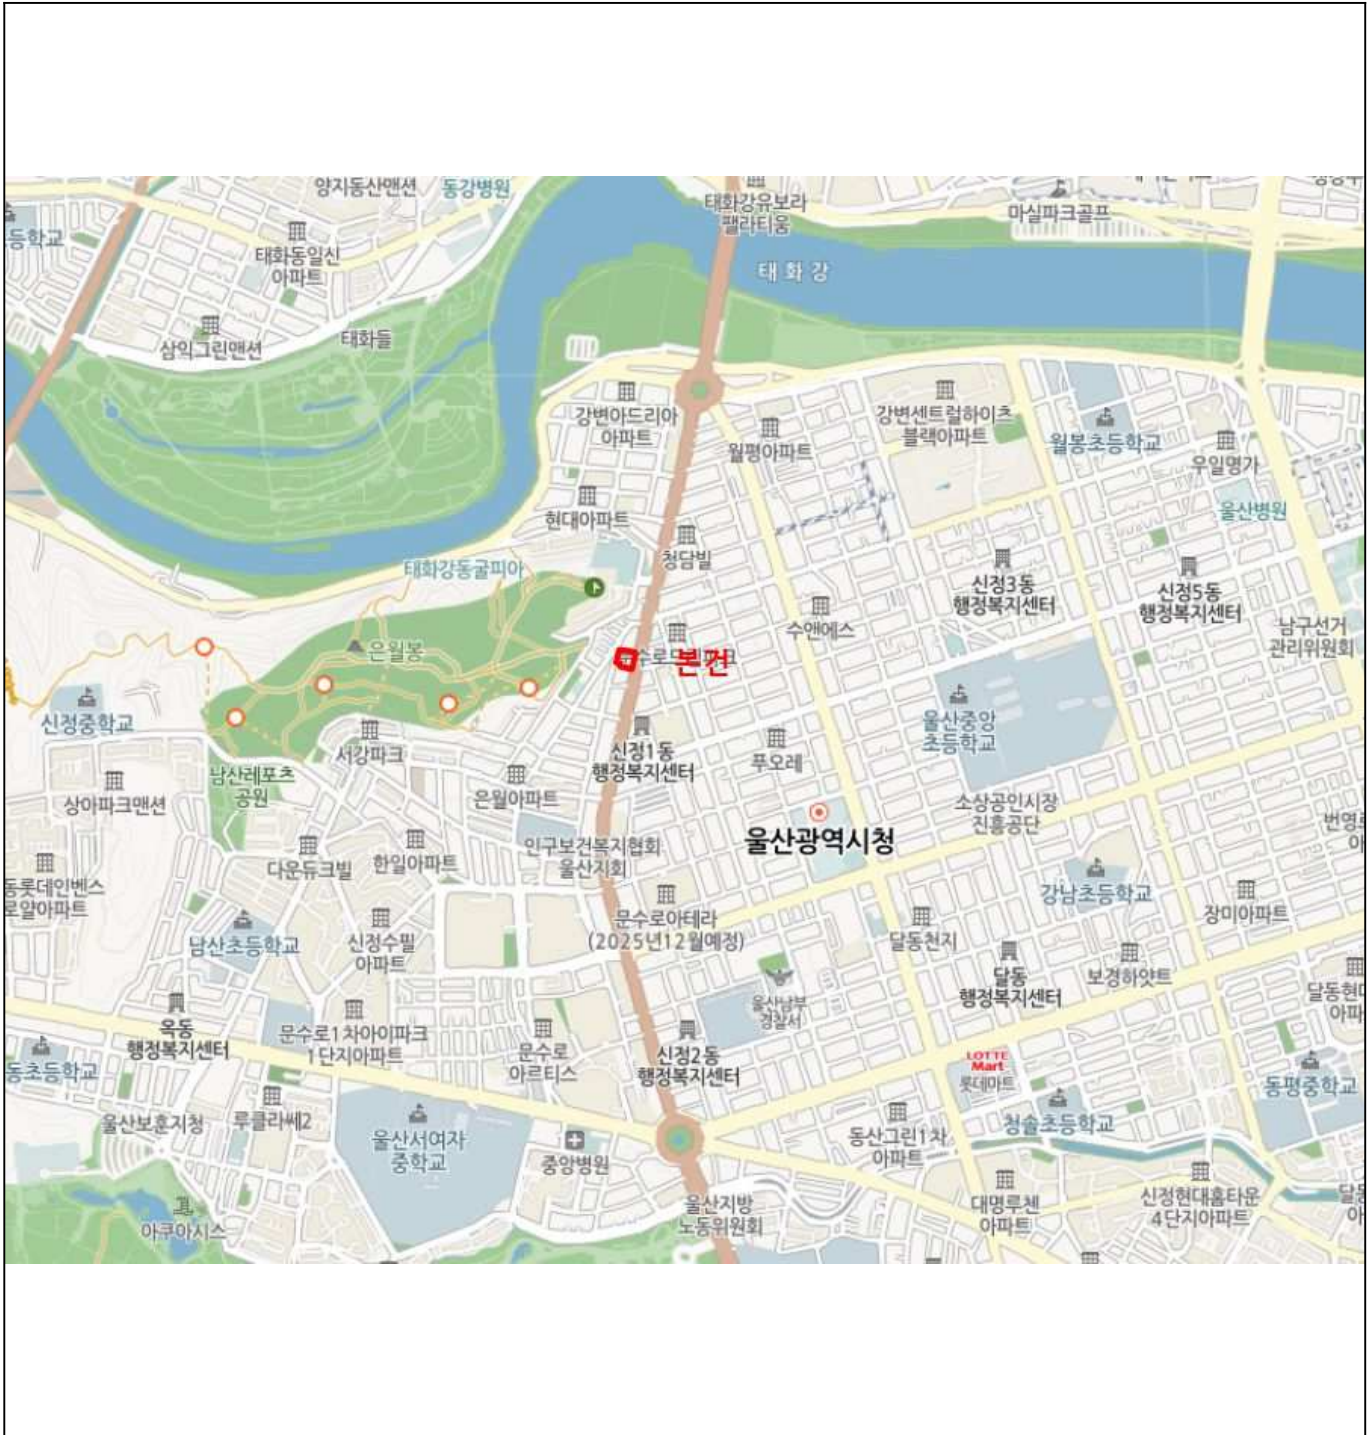 양지동산맨션
동강병원
태화강유보라
팰라티움
마실파크골프
등학교
태화동일신
아파트
태 화 강
삼익그린맨션
태화들
강변아드리아
아파트
월평아파트
강변센트럴하이츠
블랙아파트
월봉초등학교
우일명가
울산병원
현대아파트
청담빌
태화강동굴피아
신정3동
행정복지센터
신정5동
행정복지센터
수앤에스
남구선거
관리위원회
은월봉
본건
신정중학교
울산중앙
초등학교
서강파크
신정1동
행정복지센터
푸오레
남산레포츠
공원
상아파크맨션
은월아파트
소상공인시장
진흥공단
울산광역시청
인구보건복지협회
울산지회
다운듀크빌
한일아파트
동롯데인벤스
로얄아파트
강남초등학교
장미아파트
문수로아테라
(2025년12월예정)
달동천지
남산초등학교
신정수필
아파트
달동
행정복지센터
보경하얏트
울산남부
경찰서
옥동
행정복지센터
문수로1차아이파크
1단지아파트
문수로
아르티스
신정2동
행정복지센터
LOTTE
Mart
롯데마트
동초등학교
동평중학교
울산보훈지청
루클라쎄2
울산서여자
중학교
중앙병원
동산그린1차
아파트
청솔초등학교
아쿠아시스
울산지방
노동위원회
대명루첸
아파트
신정현대홈타운
4단지아파트